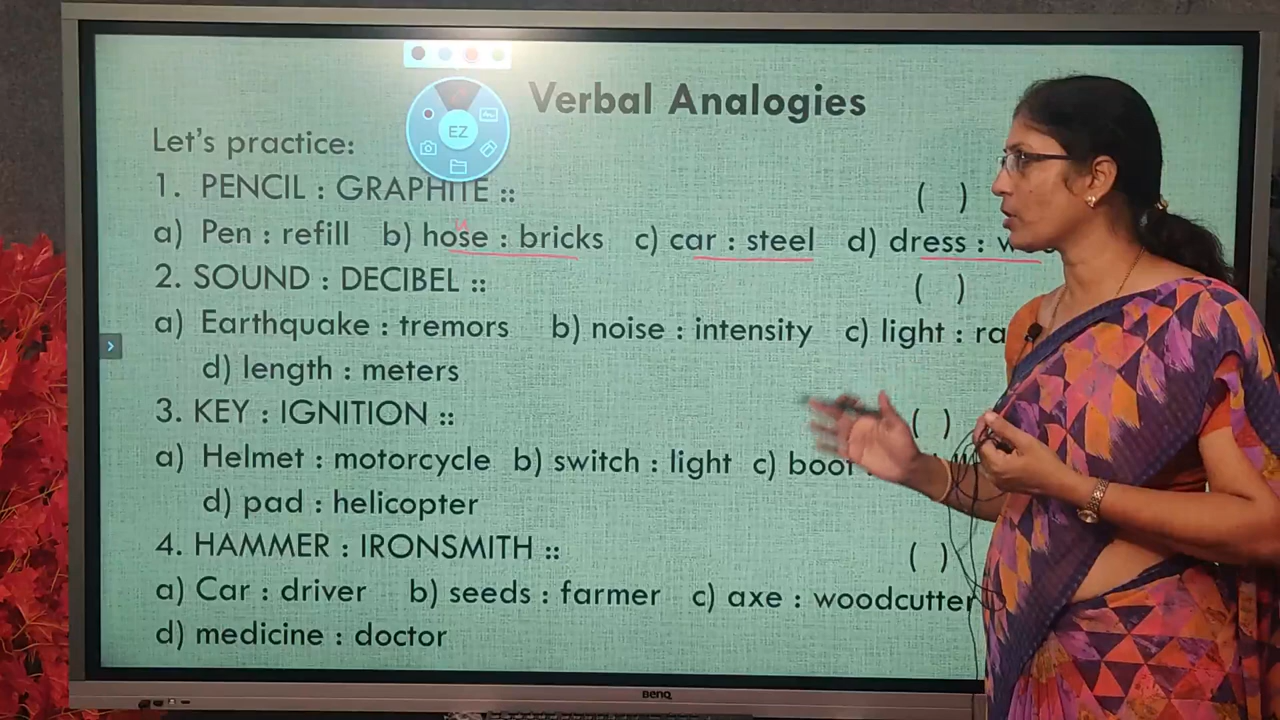 EZ
Verbal Analogies
Let's practice:
1. PENCIL : GRAPHITE :: ( )
a) Pen : refill b) hose : bricks c) car : steel d) dress :
2. SOUND : DECIBEL :: ( )
a) Earthquake : tremors b) noise : intensity c) light :
d) length : meters
3. KEY : IGNITION :: ( )
a) Helmet : motorcycle b) switch : light c) boot
d) pad : helicopter
4. HAMMER : IRONSMITH :: ( )
a) Car : driver b) seeds : farmer c) axe : woodcutter
d) medicine : doctor
BenQ